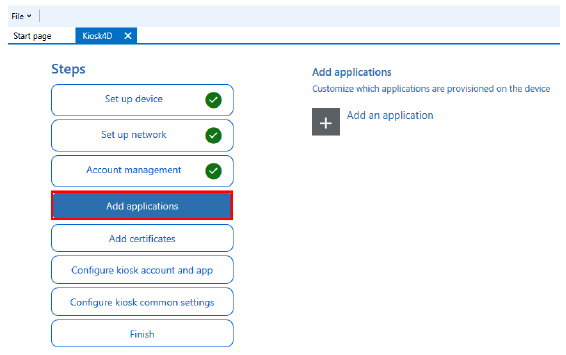 File
Start page
Kiosk4D
Steps
Set up device
Set up network
Account management
Add applications
Add certificates
Configure kiosk account and app
Configure kiosk common settings
Finish
Add applications
Customize which applications are provisioned on the device
Add an application